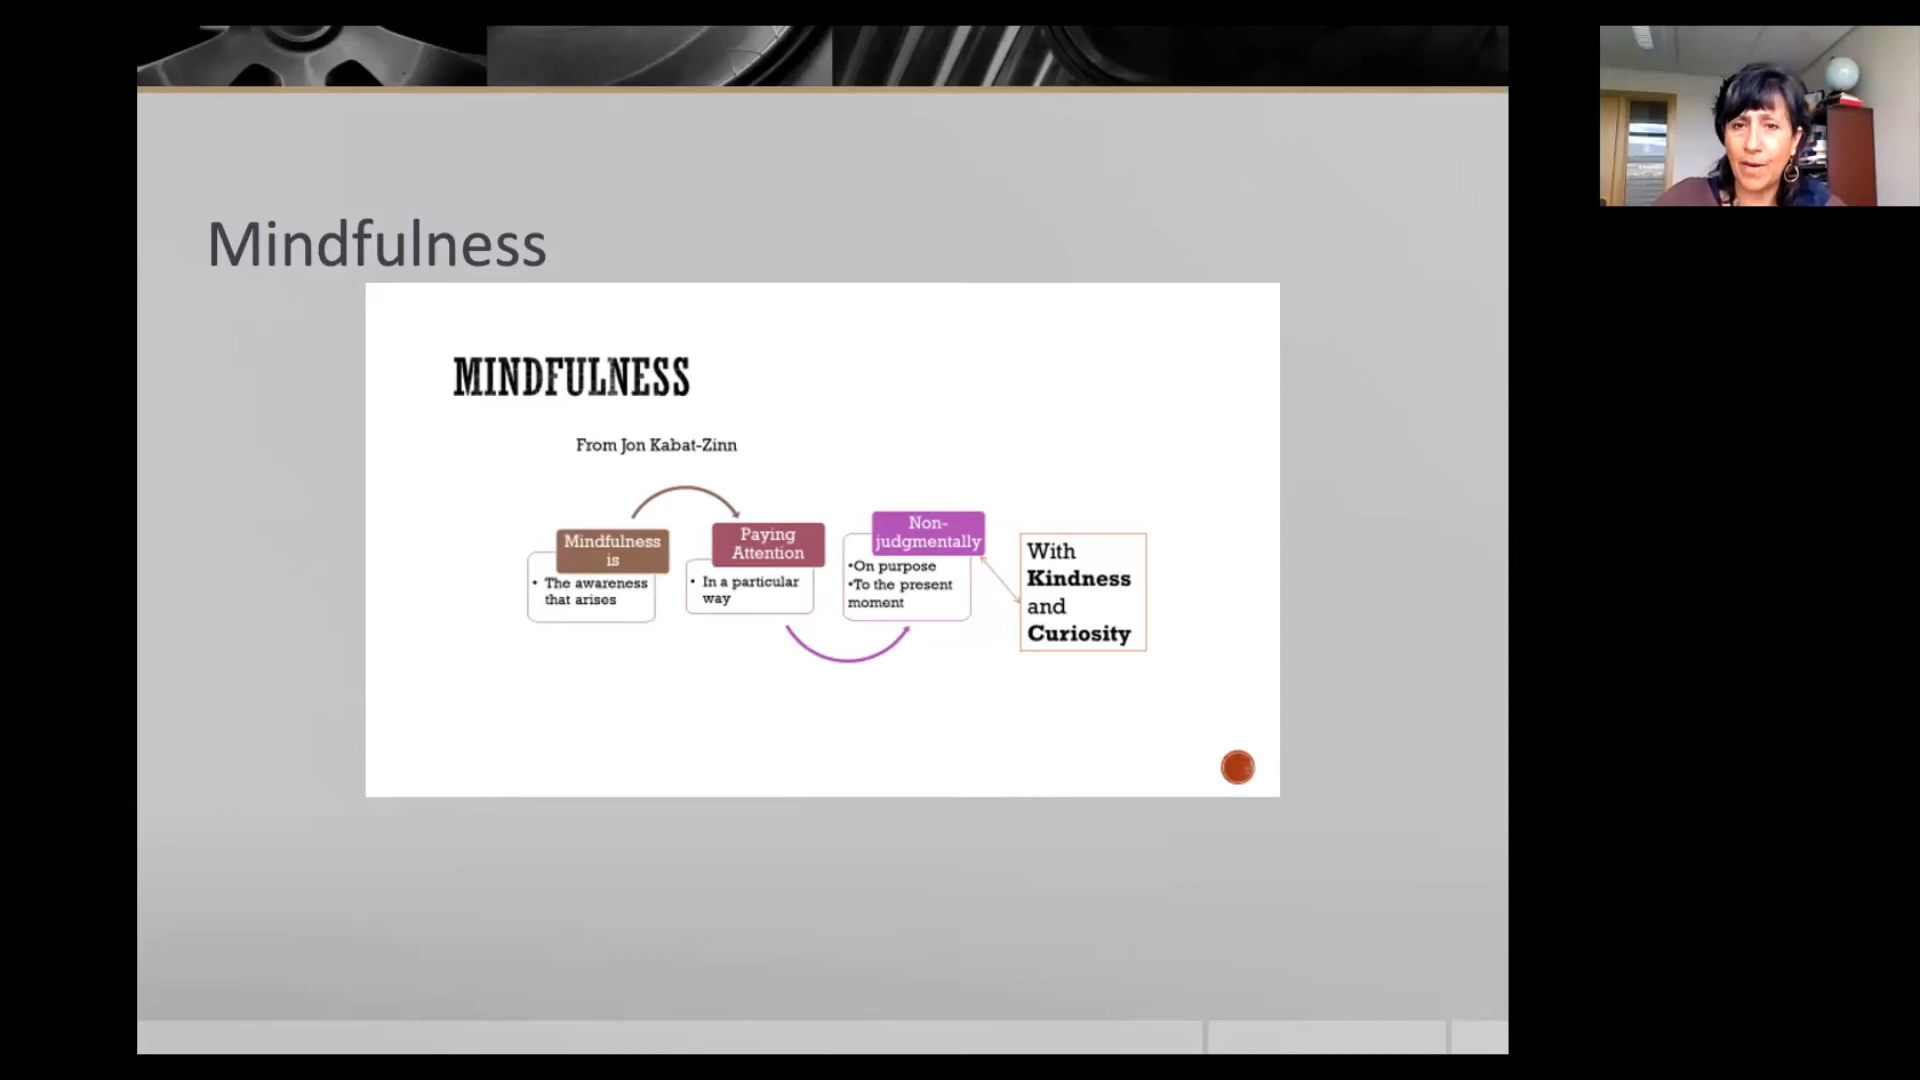 Mindfulness
MINDFULNESS
From Jon Kabat-Zinn
Mindfulness
is
• The awareness
that arises
Paying
Attention
• In a particular
way
Non-
judgmentally
•On purpose
•To the present
moment
With
Kindness
and
Curiosity